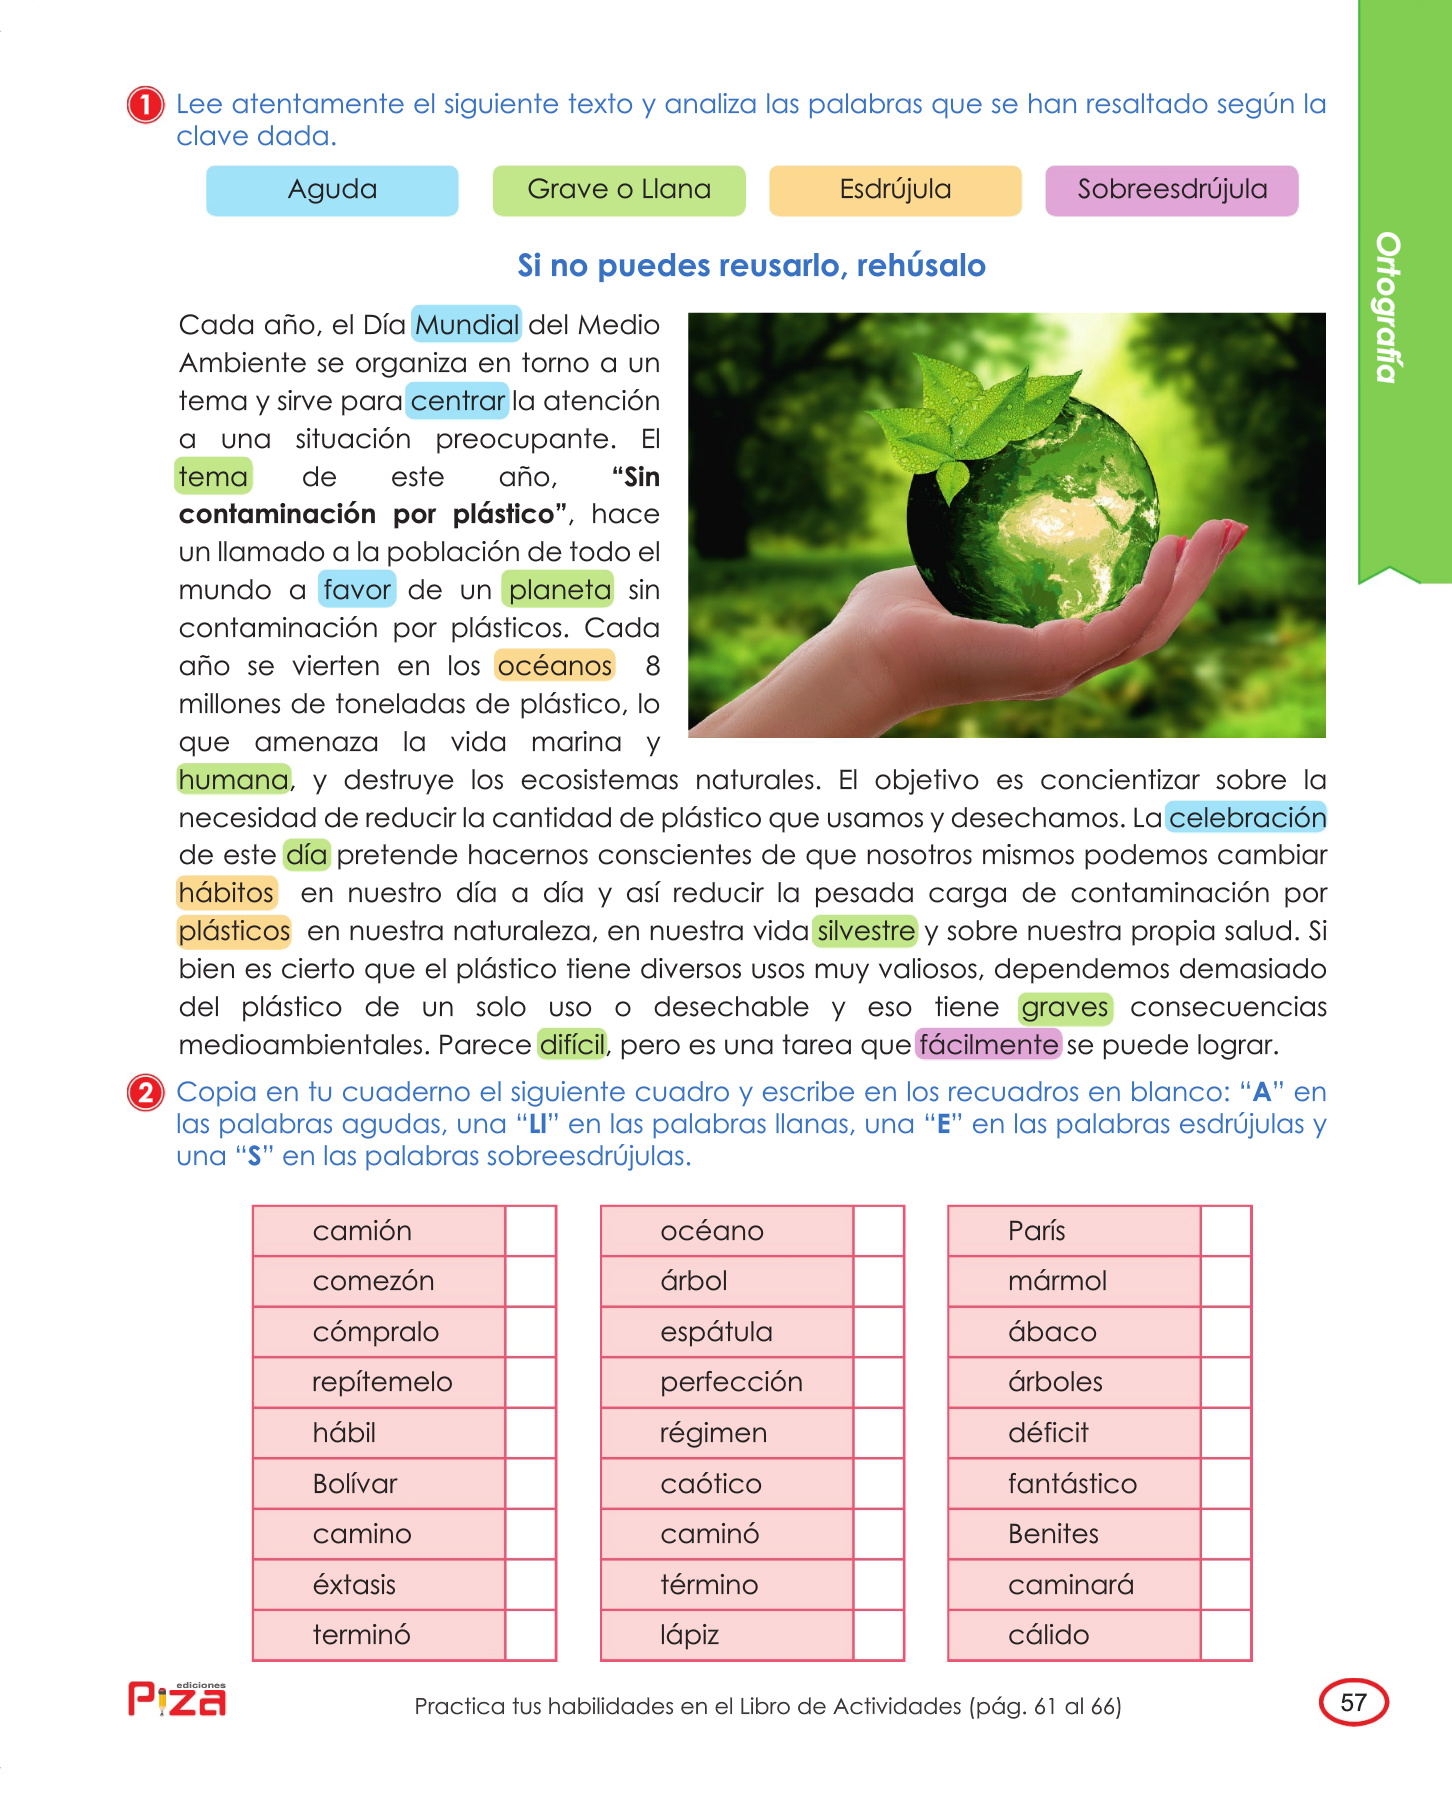 1 Lee atentamente el siguiente texto y analiza las palabras que se han resaltado según la
clave dada.
Aguda
Grave o Llana
Esdrújula
Sobreesdrújula
Ortografía
Si no puedes reusarlo, rehúsalo
Cada año, el Día Mundial del Medio
Ambiente se organiza en torno a un
tema y sirve para centrar la atención
a una situación preocupante. El
tema de este año, “Sin
contaminación por plástico”, hace
un llamado a la población de todo el
mundo a favor de un planeta sin
contaminación por plásticos. Cada
año se vierten en los océanos 8
millones de toneladas de plástico, lo
que amenaza la vida marina y
humana, y destruye los ecosistemas naturales. El objetivo es concientizar sobre la
necesidad de reducir la cantidad de plástico que usamos y desechamos. La celebración
de este día pretende hacernos conscientes de que nosotros mismos podemos cambiar
hábitos en nuestro día a día y así reducir la pesada carga de contaminación por
plásticos en nuestra naturaleza, en nuestra vida silvestre y sobre nuestra propia salud. Si
bien es cierto que el plástico tiene diversos usos muy valiosos, dependemos demasiado
del plástico de un solo uso o desechable y eso tiene graves consecuencias
medioambientales. Parece difícil, pero es una tarea que fácilmente se puede lograr.
2 Copia en tu cuaderno el siguiente cuadro y escribe en los recuadros en blanco: “A” en
las palabras agudas, una “Ll” en las palabras llanas, una “E” en las palabras esdrújulas y
una “S” en las palabras sobreesdrújulas.
camión
comezón
cómpralo
repítemelo
hábil
Bolívar
camino
éxtasis
terminó
océano
árbol
espátula
perfección
régimen
caótico
caminó
término
lápiz
París
mármol
ábaco
árboles
déficit
fantástico
Benites
caminará
cálido
ediciones
Piza
Practica tus habilidades en el Libro de Actividades (pág. 61 al 66)
57